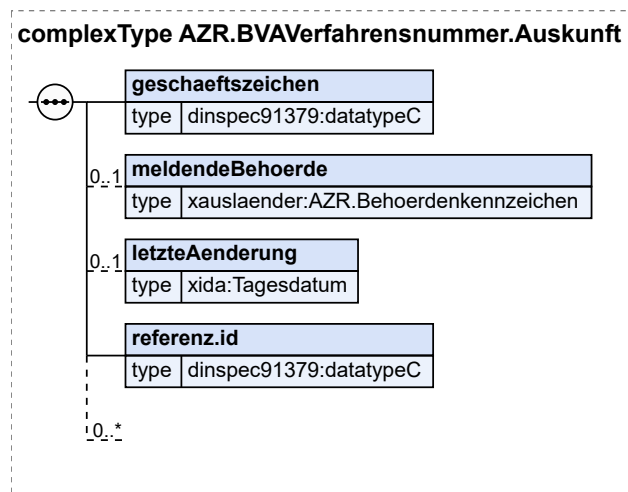 complexType AZR.BVAVerfahrensnummer.Auskunft
geschaeftszeichen
type dinspec91379:datatypeC
0..1 meldendeBehoerde
type xauslaender:AZR.Behoerdenkennzeichen
0..1 letzteAenderung
type xida:Tagesdatum
referenz.id
type dinspec91379:datatypeC
0..*